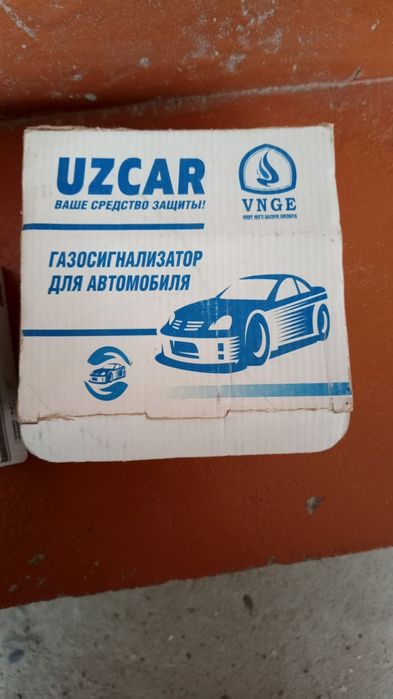 UZCAR
ВАШЕ СРЕДСТВО ЗАЩИТЫ!
VNGE
ГАЗОСИГНАЛИЗАТОР
ДЛЯ АВТОМОБИЛЯ